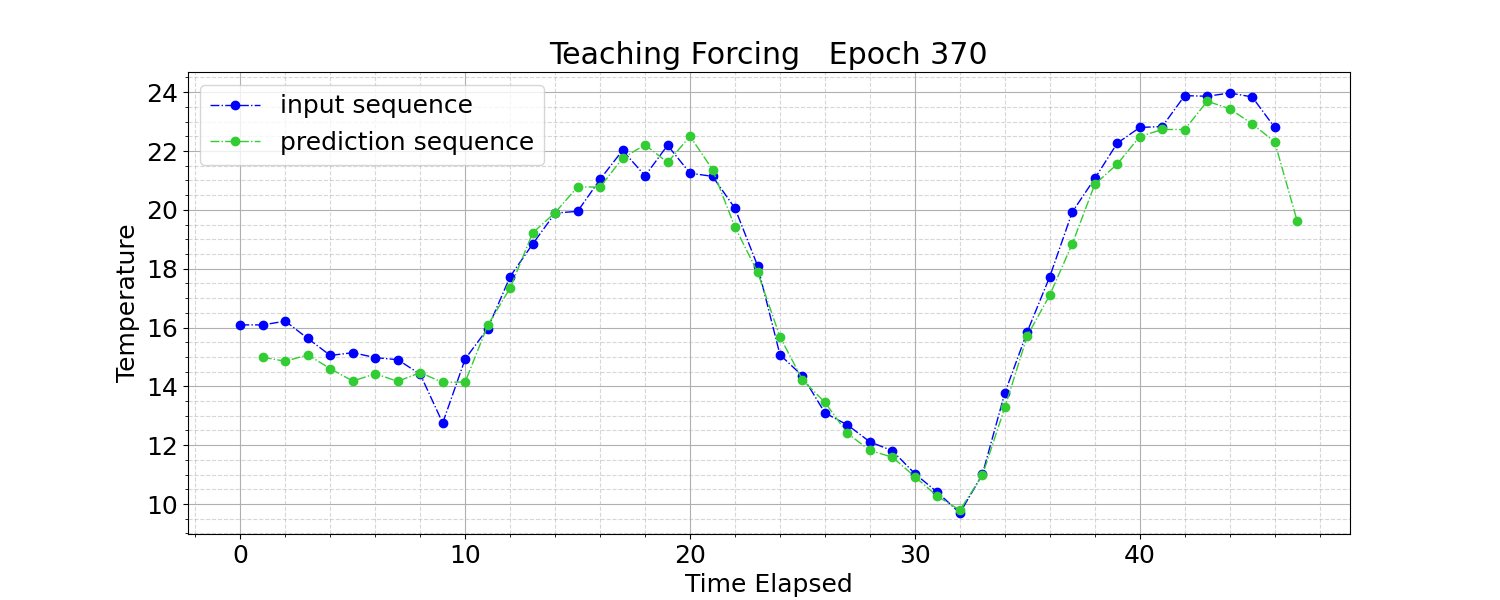 Teaching Forcing   Epoch 370
input sequence
prediction sequence
Temperature
24
22
20
18
16
14
12
10
0 10 20 30 40
Time Elapsed